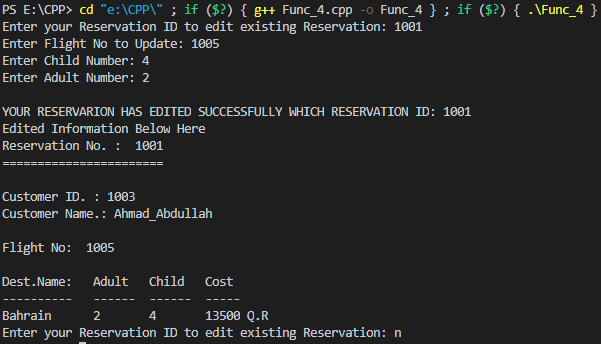 PS E:\CPP> cd "e:\CPP\" ; if ($?) { g++ Func_4.cpp -o Func_4 } ; if ($?) { .\Func_4 }
Enter your Reservation ID to edit existing Reservation: 1001
Enter Flight No to Update: 1005
Enter Child Number: 4
Enter Adult Number: 2
YOUR RESERVARION HAS EDITED SUCCESSFULLY WHICH RESERVATION ID: 1001
Edited Information Below Here
Reservation No. :  1001
=======================
Customer ID. : 1003
Customer Name.: Ahmad_Abdullah
Flight No:  1005
Dest.Name:   Adult   Child   Cost
----------   ------  ------  -----
Bahrain      2       4       13500 Q.R
Enter your Reservation ID to edit existing Reservation: n